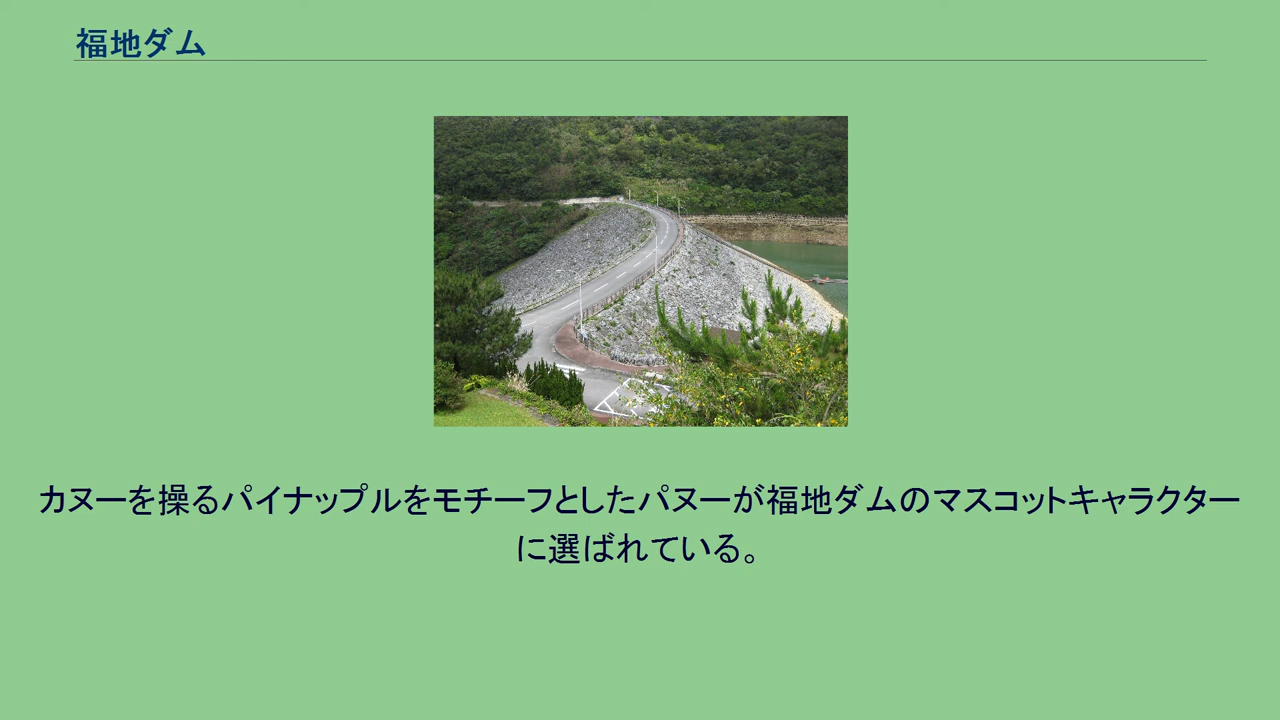 福地ダム
カヌーを操るパイナップルをモチーフとしたパヌーが福地ダムのマスコットキャラクター
に選ばれている。